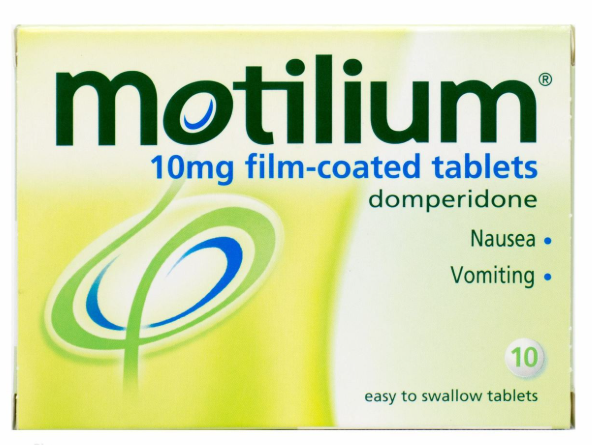 motilium®
10mg film-coated tablets
domperidone
Nausea •
Vomiting •
10
easy to swallow tablets